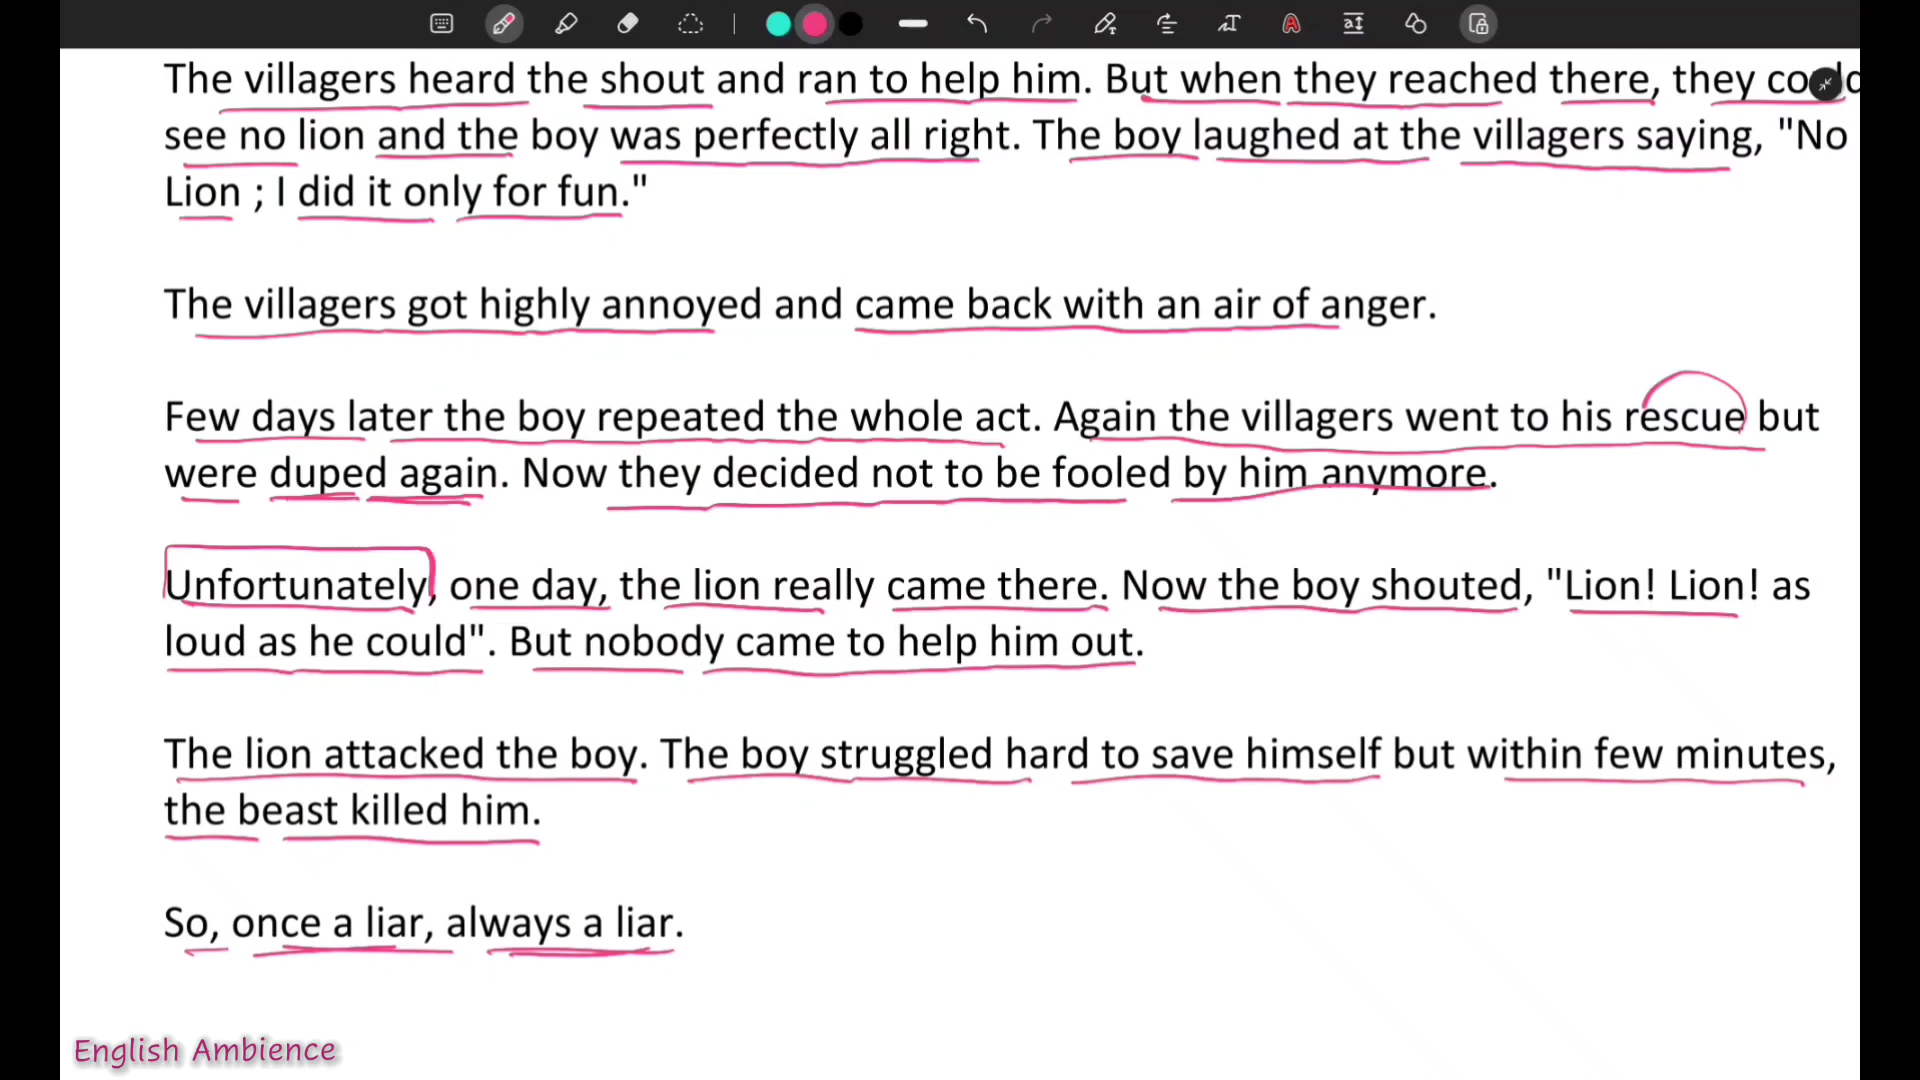 The villagers heard the shout and ran to help him. But when they reached there, they could
see no lion and the boy was perfectly all right. The boy laughed at the villagers saying, "No
Lion ; I did it only for fun."
The villagers got highly annoyed and came back with an air of anger.
Few days later the boy repeated the whole act. Again the villagers went to his rescue but
were duped again. Now they decided not to be fooled by him anymore.
Unfortunately, one day, the lion really came there. Now the boy shouted, "Lion! Lion! as
loud as he could". But nobody came to help him out.
The lion attacked the boy. The boy struggled hard to save himself but within few minutes,
the beast killed him.
So, once a liar, always a liar.
English Ambience